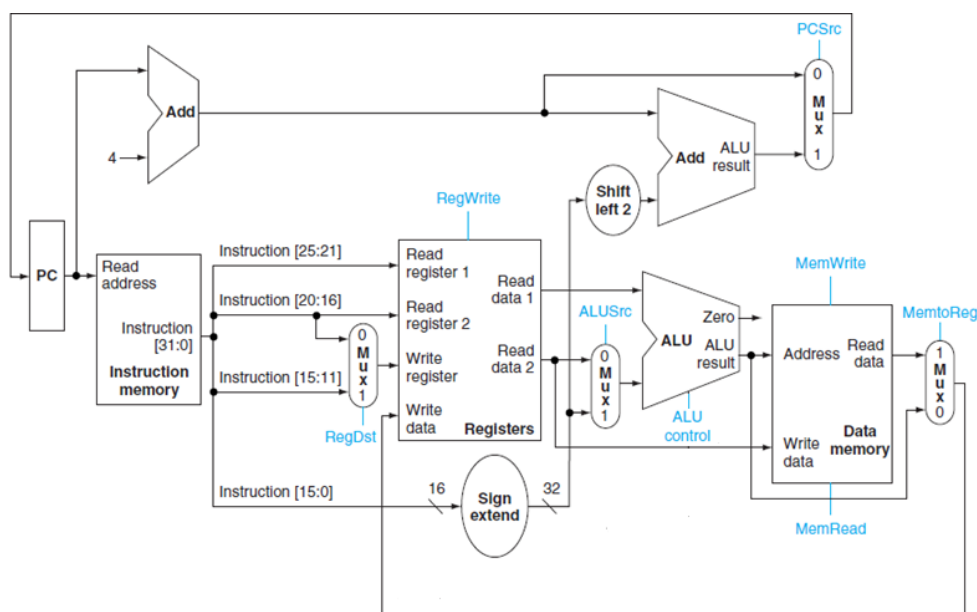 PCSrc
0
Mux
1
Add
4
Add
ALU
result
Shift
left 2
RegWrite
PC
Read
address
Instruction
[31:0]
Instruction
memory
Instruction [25:21]
Instruction [20:16]
Instruction [15:11]
Instruction [15:0]
0
Mux
1
RegDst
Read
register 1
Read
register 2
Write
register
Write
data
Read
data 1
Read
data 2
Registers
16
Sign
extend
32
ALUSrc
0
Mux
1
Zero
ALU
ALU
result
ALU
control
MemWrite
Address
Read
data
Write
data
Data
memory
MemRead
MemtoReg
1
Mux
0